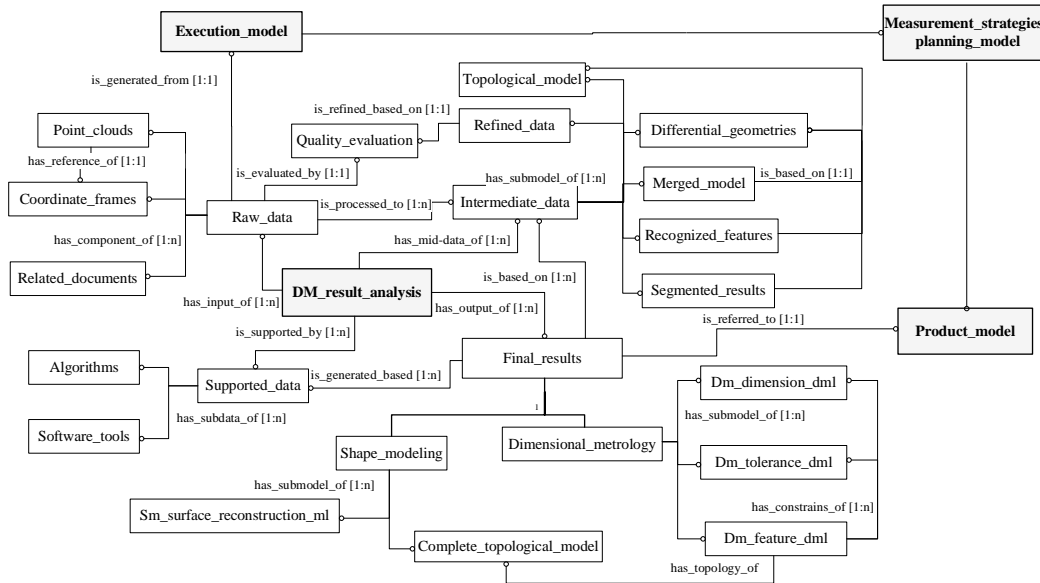 Execution_model
Measurement_strategies
planning_model
is_generated_from [1:1]
Topological_model
is_refined_based_on [1:1]
Point_clouds
Refined_data
Quality_evaluation
Differential_geometries
has_reference_of [1:1]
is_evaluated_by [1:1]
has_submodel_of [1:n]
Merged_model
is_based_on [1:1]
Coordinate_frames
is_processed_to [1:n]
Intermediate_data
Raw_data
has_component_of [1:n]
has_mid-data_of [1:n]
Recognized_features
Related_documents
is_based_on [1:n]
DM_result_analysis
Segmented_results
has_input_of [1:n]
has_output_of [1:n]
is_referred_to [1:1]
Product_model
is_supported_by [1:n]
Final_results
Algorithms
is_generated_based [1:n]
Supported_data
Dm_dimension_dml
has_subdata_of [1:n]
1
has_submodel_of [1:n]
Software_tools
Dimensional_metrology
Shape_modeling
Dm_tolerance_dml
has_submodel_of [1:n]
has_constrains_of [1:n]
Sm_surface_reconstruction_ml
Dm_feature_dml
Complete_topological_model
has_topology_of